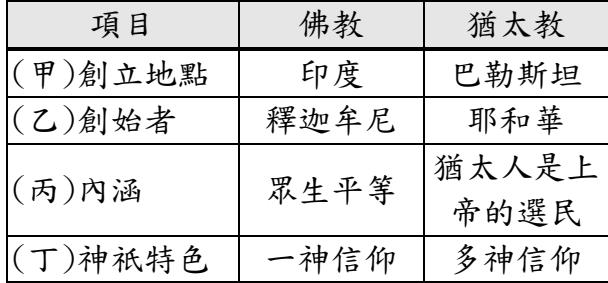 項目 佛教 猶太教
(甲)創立地點 印度 巴勒斯坦
(乙)創始者 釋迦牟尼 耶和華
(丙)內涵 眾生平等 猶太人是上
帝的選民
(丁)神祇特色 一神信仰 多神信仰